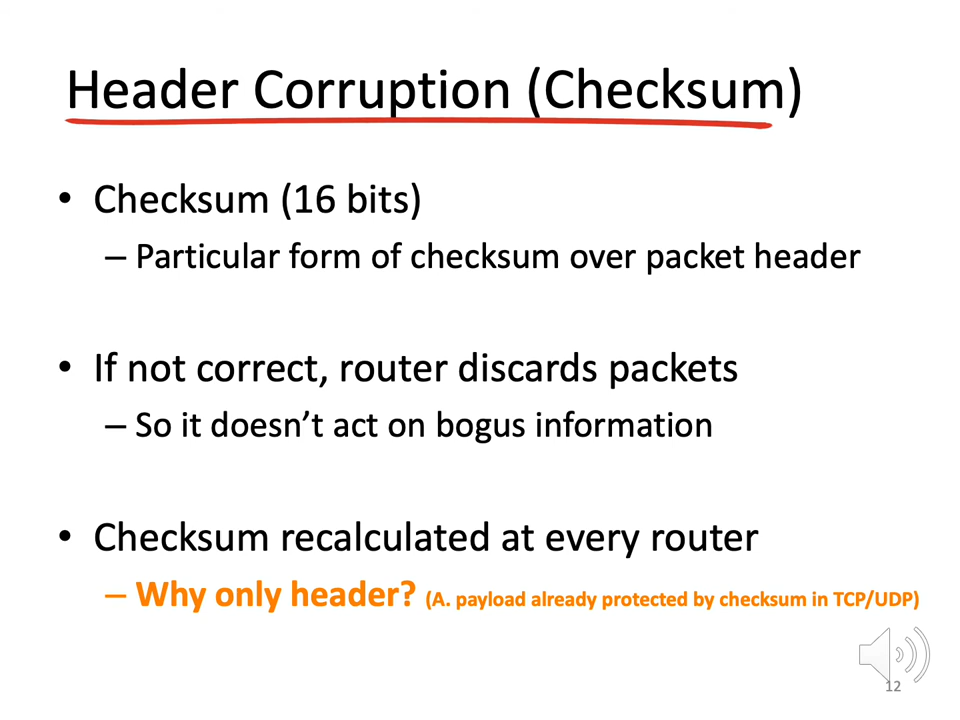 Header Corruption (Checksum)
• Checksum (16 bits)
– Particular form of checksum over packet header
• If not correct, router discards packets
– So it doesn’t act on bogus information
• Checksum recalculated at every router
– Why only header? (A. payload already protected by checksum in TCP/UDP)
12